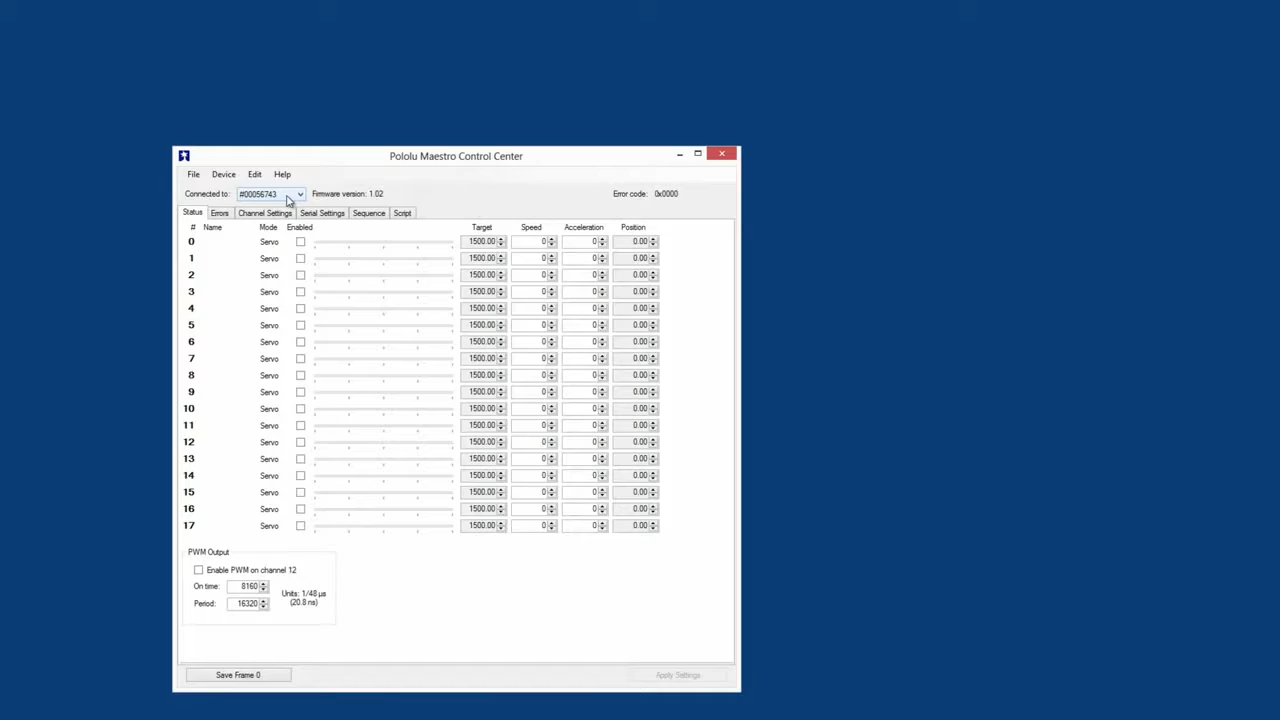 Pololu Maestro Control Center
File Device Edit Help
Connected to: #00056743 Firmware version: 1.02 Error code: 0x0000
Status Errors Channel Settings Serial Settings Sequence Script
# Name Mode Enabled Target Speed Acceleration Position
0 Servo 1500.00 0 0 0.00
1 Servo 1500.00 0 0 0.00
2 Servo 1500.00 0 0 0.00
3 Servo 1500.00 0 0 0.00
4 Servo 1500.00 0 0 0.00
5 Servo 1500.00 0 0 0.00
6 Servo 1500.00 0 0 0.00
7 Servo 1500.00 0 0 0.00
8 Servo 1500.00 0 0 0.00
9 Servo 1500.00 0 0 0.00
10 Servo 1500.00 0 0 0.00
11 Servo 1500.00 0 0 0.00
12 Servo 1500.00 0 0 0.00
13 Servo 1500.00 0 0 0.00
14 Servo 1500.00 0 0 0.00
15 Servo 1500.00 0 0 0.00
16 Servo 1500.00 0 0 0.00
17 Servo 1500.00 0 0 0.00
PWM Output
Enable PWM on channel 12
On time: 8160
Units: 1/48 µs
Period: 16320
(20.8 ns)
Save Frame 0 Apply Settings